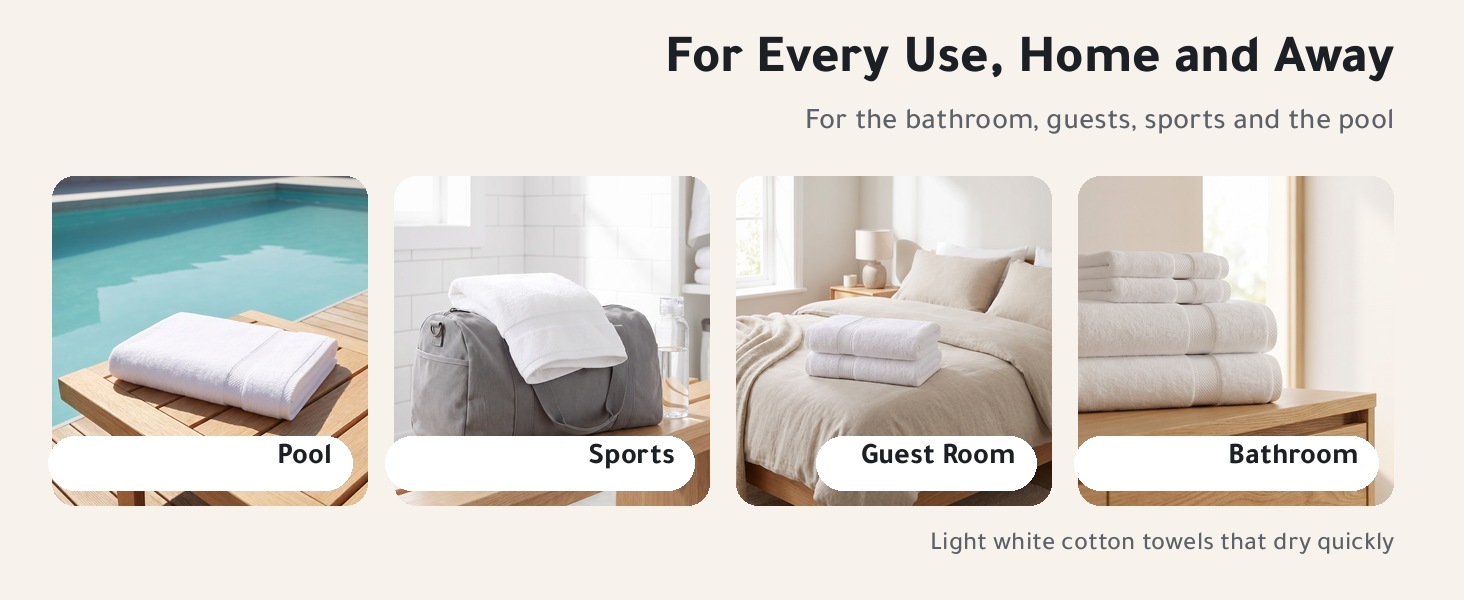 For Every Use, Home and Away
For the bathroom, guests, sports and the pool
Pool
Sports
Guest Room
Bathroom
Light white cotton towels that dry quickly